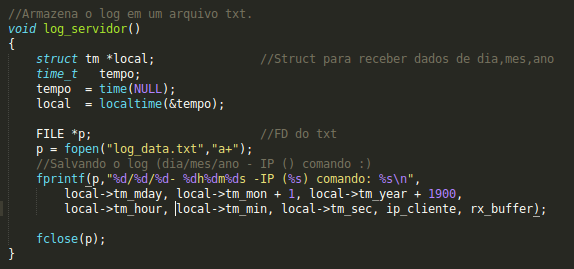 //Armazena o log em um arquivo txt.
void log_servidor()
{
    struct tm *local;               //Struct para receber dados de dia,mes,ano
    time_t   tempo;
    tempo  = time(NULL);
    local  = localtime(&tempo);

    FILE *p;                        //FD do txt
    p = fopen("log_data.txt","a+");
    //Salvando o log (dia/mes/ano - IP () comando :)
    fprintf(p,"%d/%d/%d- %dh%dm%ds -IP (%s) comando: %s\n",
        local->tm_mday, local->tm_mon + 1, local->tm_year + 1900,
        local->tm_hour, local->tm_min, local->tm_sec, ip_cliente, rx_buffer);

    fclose(p);
}